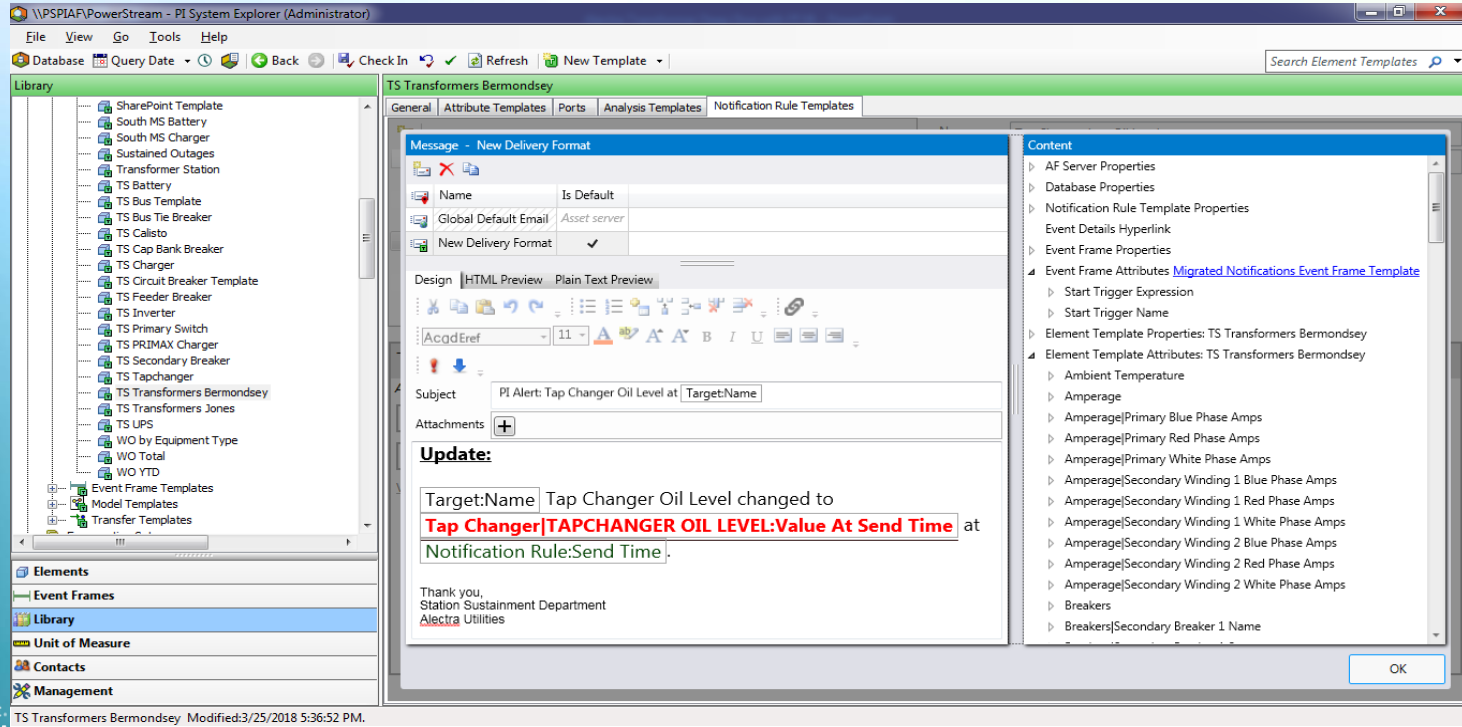 \\PSPIAF\PowerStream - PI System Explorer (Administrator)
File View Go Tools Help
Database Query Date Back Check In Refresh New Template Search Element Templates
Library
SharePoint Template
South MS Battery
South MS Charger
Sustained Outages
Transformer Station
TS Battery
TS Bus Template
TS Bus Tie Breaker
TS Calisto
TS Cap Bank Breaker
TS Charger
TS Circuit Breaker Template
TS Feeder Breaker
TS Inverter
TS Primary Switch
TS PRIMAX Charger
TS Secondary Breaker
TS Tapchanger
TS Transformers Bermondsey
TS Transformers Jones
TS UPS
WO by Equipment Type
WO Total
WO YTD
Event Frame Templates
Model Templates
Transfer Templates
Elements
Event Frames
Library
Unit of Measure
Contacts
Management
TS Transformers Bermondsey
General Attribute Templates Ports Analysis Templates Notification Rule Templates
Message - New Delivery Format
Name Is Default
Global Default Email Asset server
New Delivery Format ✔
Design HTML Preview Plain Text Preview
AcgdEref 11 A ab A A B I U
Subject PI Alert: Tap Changer Oil Level at Target:Name
Attachments
Update:
Target:Name Tap Changer Oil Level changed to
Tap Changer|TAPCHANGER OIL LEVEL:Value At Send Time at
Notification Rule:Send Time .
Thank you,
Station Sustainment Department
Alectra Utilities
Content
AF Server Properties
Database Properties
Notification Rule Template Properties
Event Details Hyperlink
Event Frame Properties
Event Frame Attributes Migrated Notifications Event Frame Template
Start Trigger Expression
Start Trigger Name
Element Template Properties: TS Transformers Bermondsey
Element Template Attributes: TS Transformers Bermondsey
Ambient Temperature
Amperage
Amperage|Primary Blue Phase Amps
Amperage|Primary Red Phase Amps
Amperage|Primary White Phase Amps
Amperage|Secondary Winding 1 Blue Phase Amps
Amperage|Secondary Winding 1 Red Phase Amps
Amperage|Secondary Winding 1 White Phase Amps
Amperage|Secondary Winding 2 Blue Phase Amps
Amperage|Secondary Winding 2 Red Phase Amps
Amperage|Secondary Winding 2 White Phase Amps
Breakers
Breakers|Secondary Breaker 1 Name
OK
TS Transformers Bermondsey Modified:3/25/2018 5:36:52 PM.